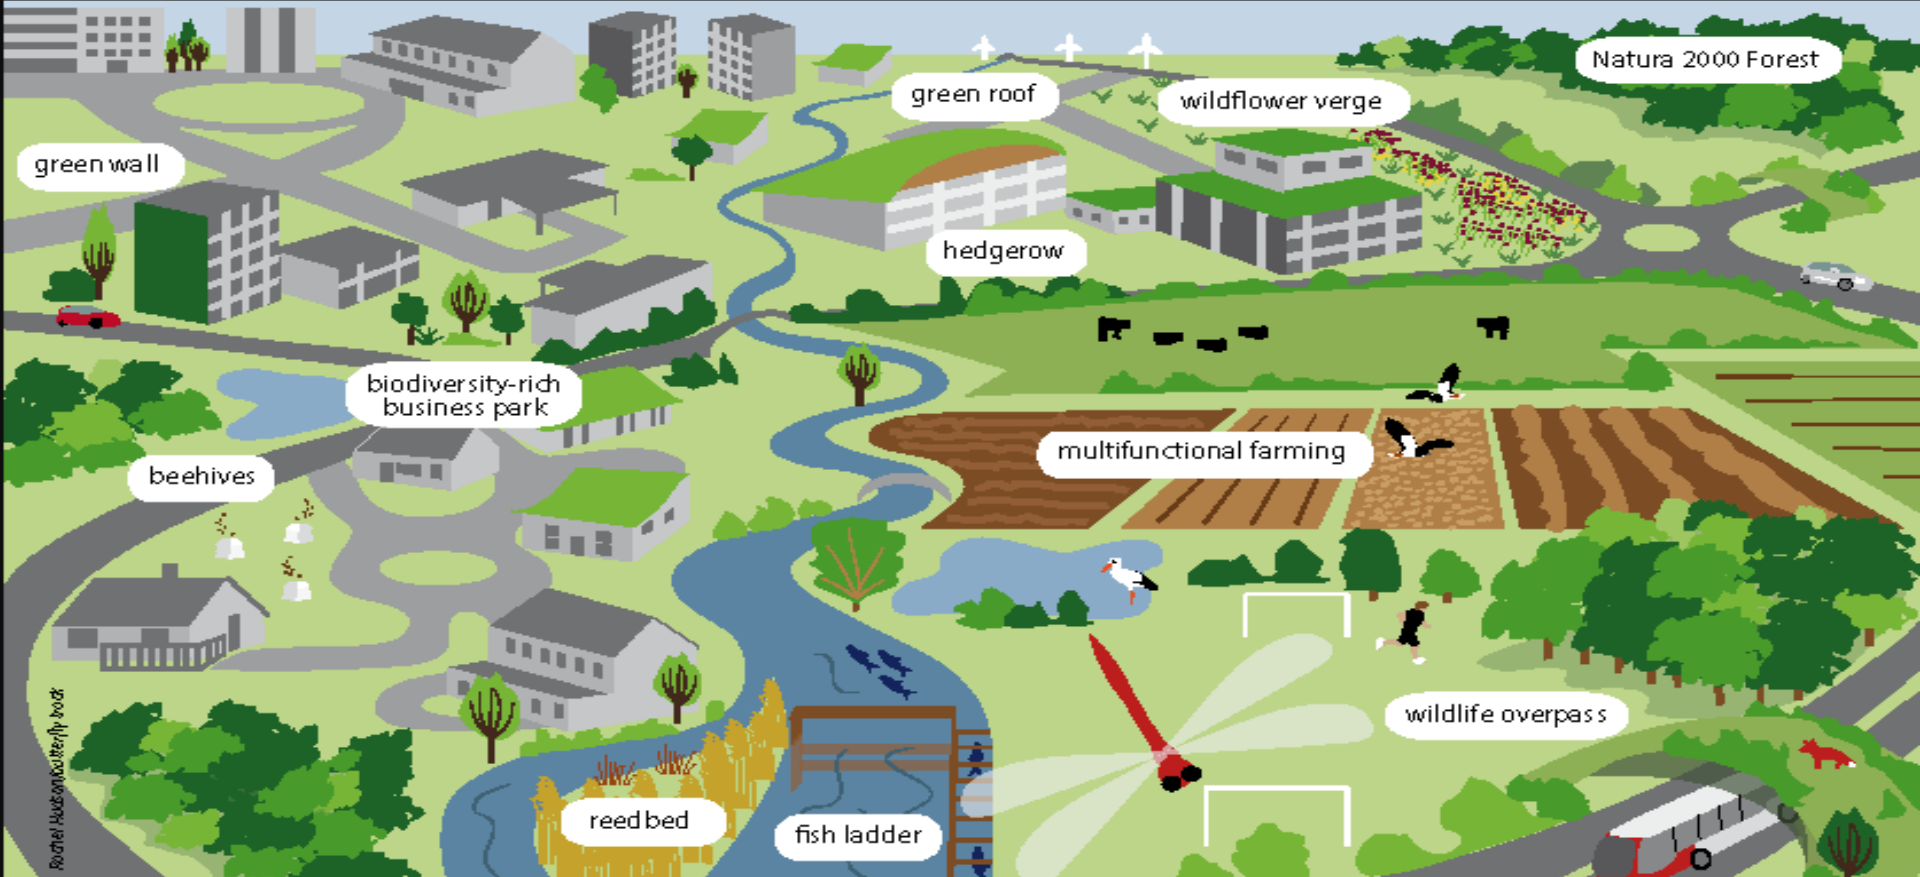 Natura 2000 Forest
green roof
wildflower verge
green wall
hedgerow
biodiversity-rich
business park
multifunctional farming
beehives
wildlife overpass
reedbed
fish ladder